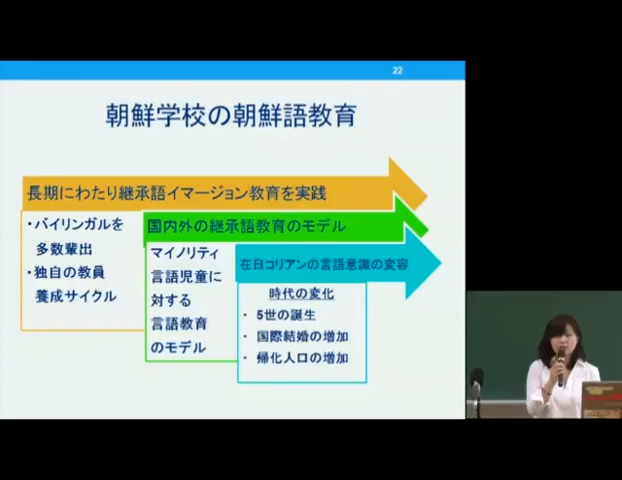 22
朝鮮学校の朝鮮語教育
長期にわたり継承語イマージョン教育を実践
・バイリンガルを
多数輩出
・独自の教員
養成サイクル
国内外の継承語教育のモデル
マイノリティ
言語児童に
対する
言語教育
のモデル
在日コリアンの言語意識の変容
時代の変化
・ 5世の誕生
・ 国際結婚の増加
・ 帰化人口の増加